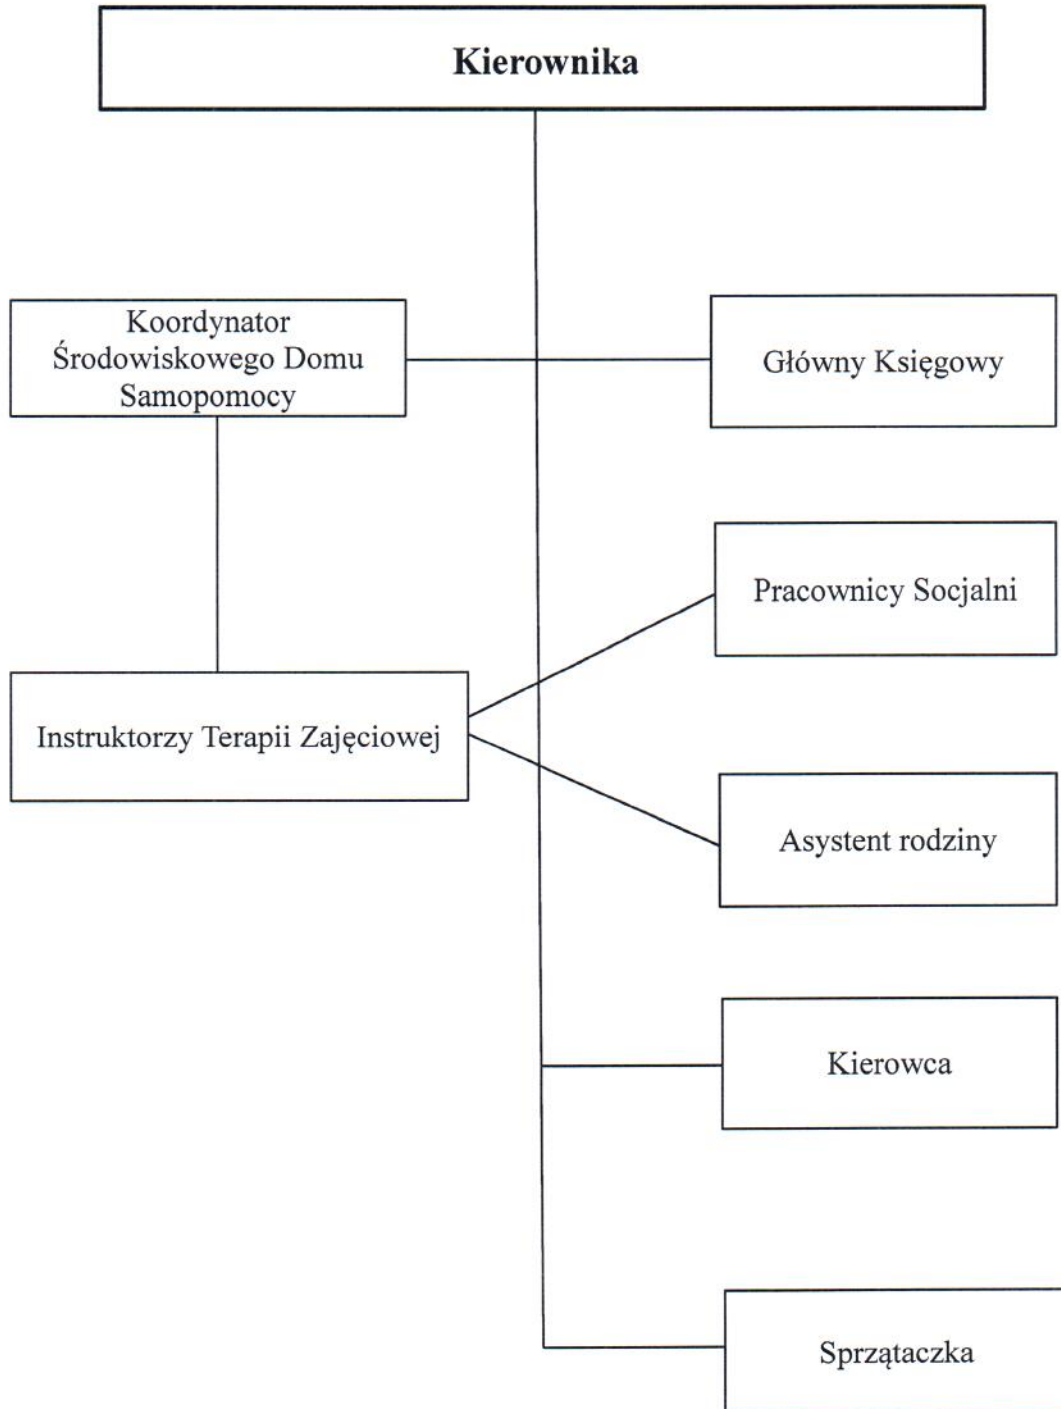 Kierownika
Koordynator
Środowiskowego Domu
Samopomocy
Główny Księgowy
Pracownicy Socjalni
Instruktorzy Terapii Zajęciowej
Asystent rodziny
Kierowca
Sprzątaczka